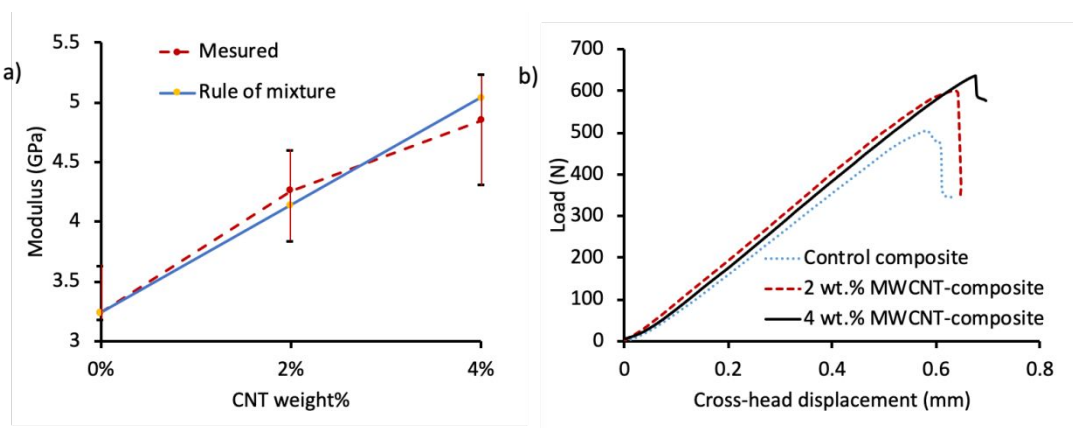 a)
5.5
5
4.5
4
3.5
3
Modulus (GPa)
Mesured
Rule of mixture
0%
2%
4%
CNT weight%
b)
700
600
500
400
300
200
100
0
Load (N)
Control composite
2 wt.% MWCNT-composite
4 wt.% MWCNT-composite
0
0.2
0.4
0.6
0.8
Cross-head displacement (mm)